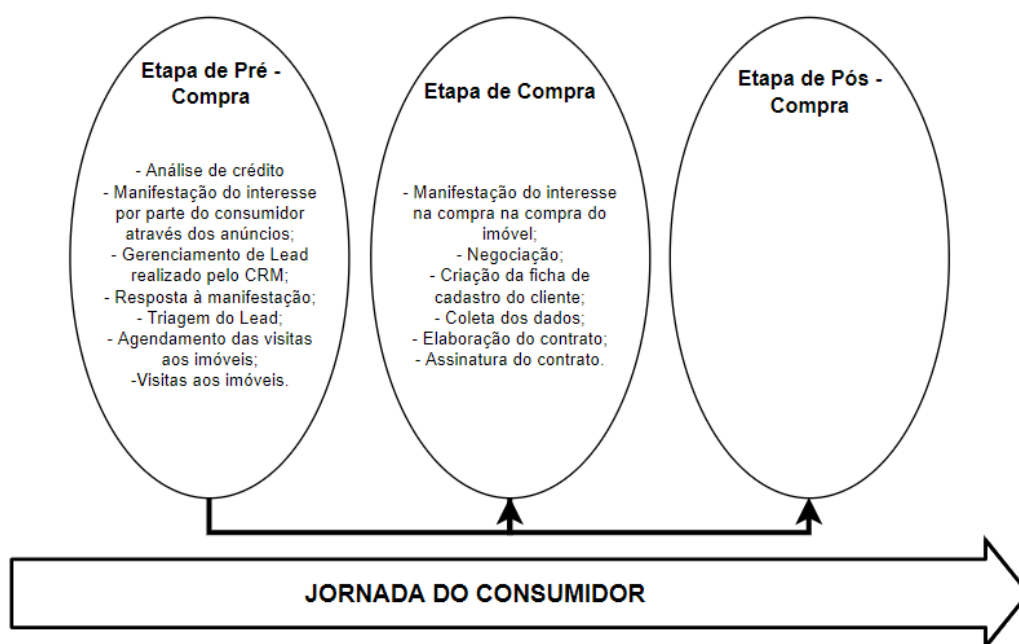 Etapa de Pré -
Compra
- Análise de crédito
- Manifestação do interesse
por parte do consumidor
através dos anúncios;
- Gerenciamento de Lead
realizado pelo CRM;
- Resposta à manifestação;
- Triagem do Lead;
- Agendamento das visitas
aos imóveis;
-Visitas aos imóveis.
Etapa de Compra
- Manifestação do interesse
na compra na compra do
imóvel;
- Negociação;
- Criação da ficha de
cadastro do cliente;
- Coleta dos dados;
- Elaboração do contrato;
- Assinatura do contrato.
Etapa de Pós -
Compra
JORNADA DO CONSUMIDOR